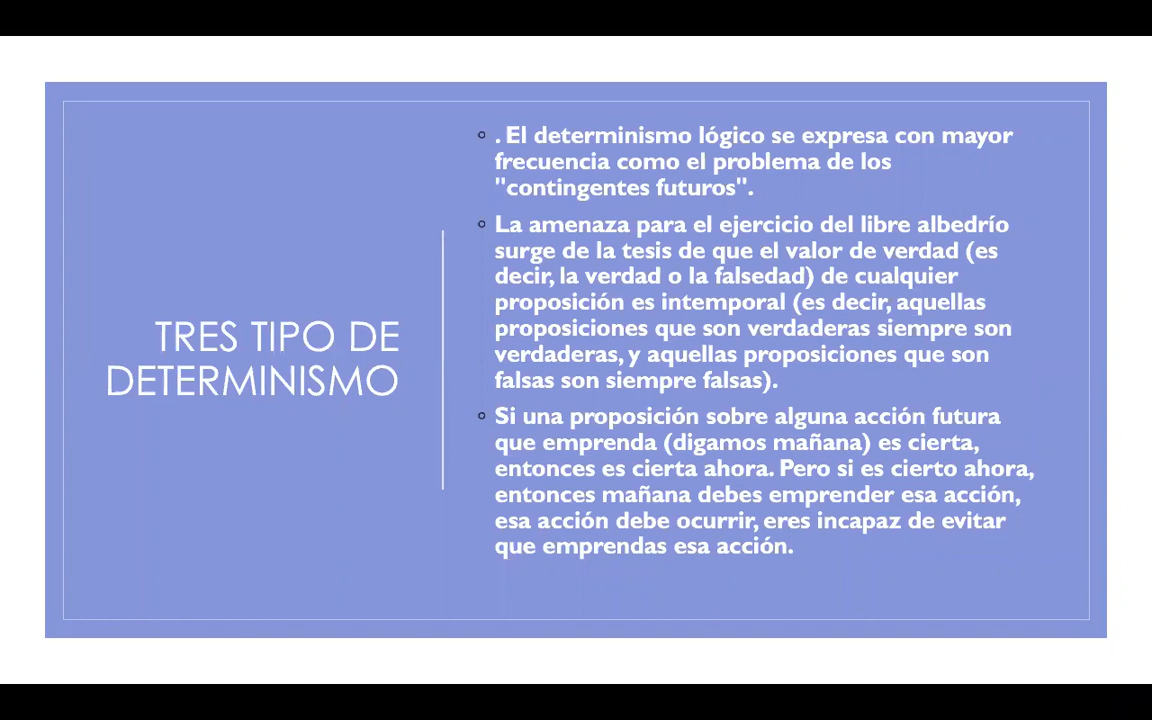 TRES TIPO DE
DETERMINISMO
. El determinismo lógico se expresa con mayor
frecuencia como el problema de los
"contingentes futuros".
La amenaza para el ejercicio del libre albedrío
surge de la tesis de que el valor de verdad (es
decir, la verdad o la falsedad) de cualquier
proposición es intemporal (es decir, aquellas
proposiciones que son verdaderas siempre son
verdaderas, y aquellas proposiciones que son
falsas son siempre falsas).
Si una proposición sobre alguna acción futura
que emprenda (digamos mañana) es cierta,
entonces es cierta ahora. Pero si es cierto ahora,
entonces mañana debes emprender esa acción,
esa acción debe ocurrir, eres incapaz de evitar
que emprendas esa acción.